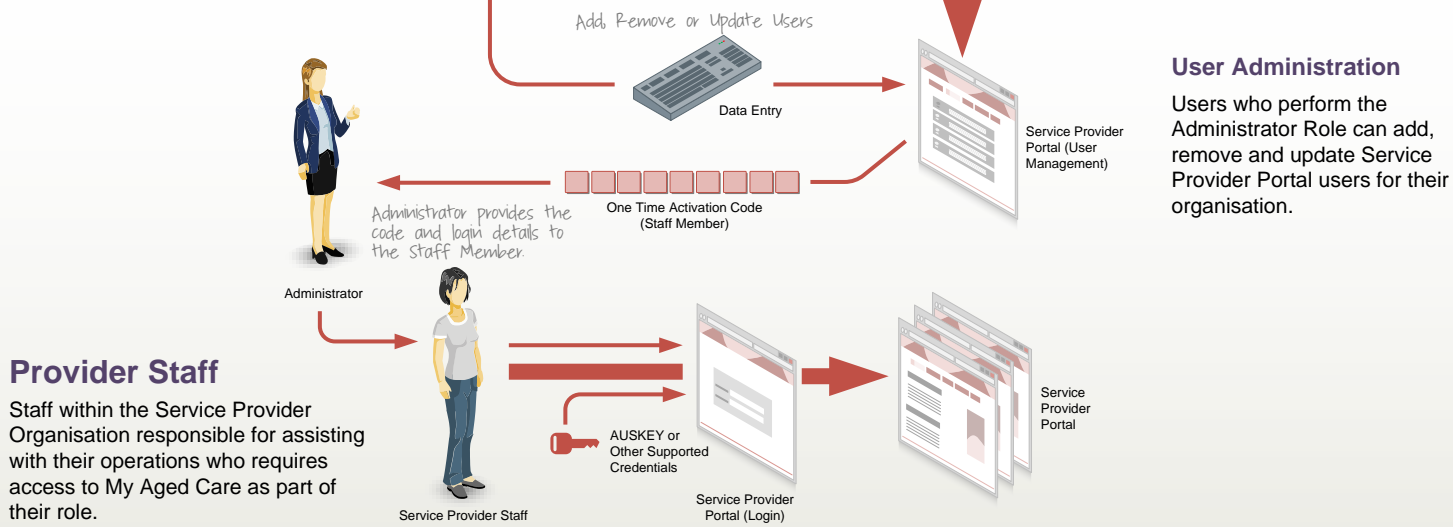 Add, Remove or Update Users
Data Entry
Service Provider
Portal (User
Management)
User Administration
Users who perform the
Administrator Role can add,
remove and update Service
Provider Portal users for their
organisation.
One Time Activation Code
(Staff Member)
Administrator provides the
code and login details to
the Staff Member.
Administrator
Provider Staff
Staff within the Service Provider
Organisation responsible for assisting
with their operations who requires
access to My Aged Care as part of
their role.
Service Provider Staff
AUSKEY or
Other Supported
Credentials
Service Provider
Portal (Login)
Service
Provider
Portal